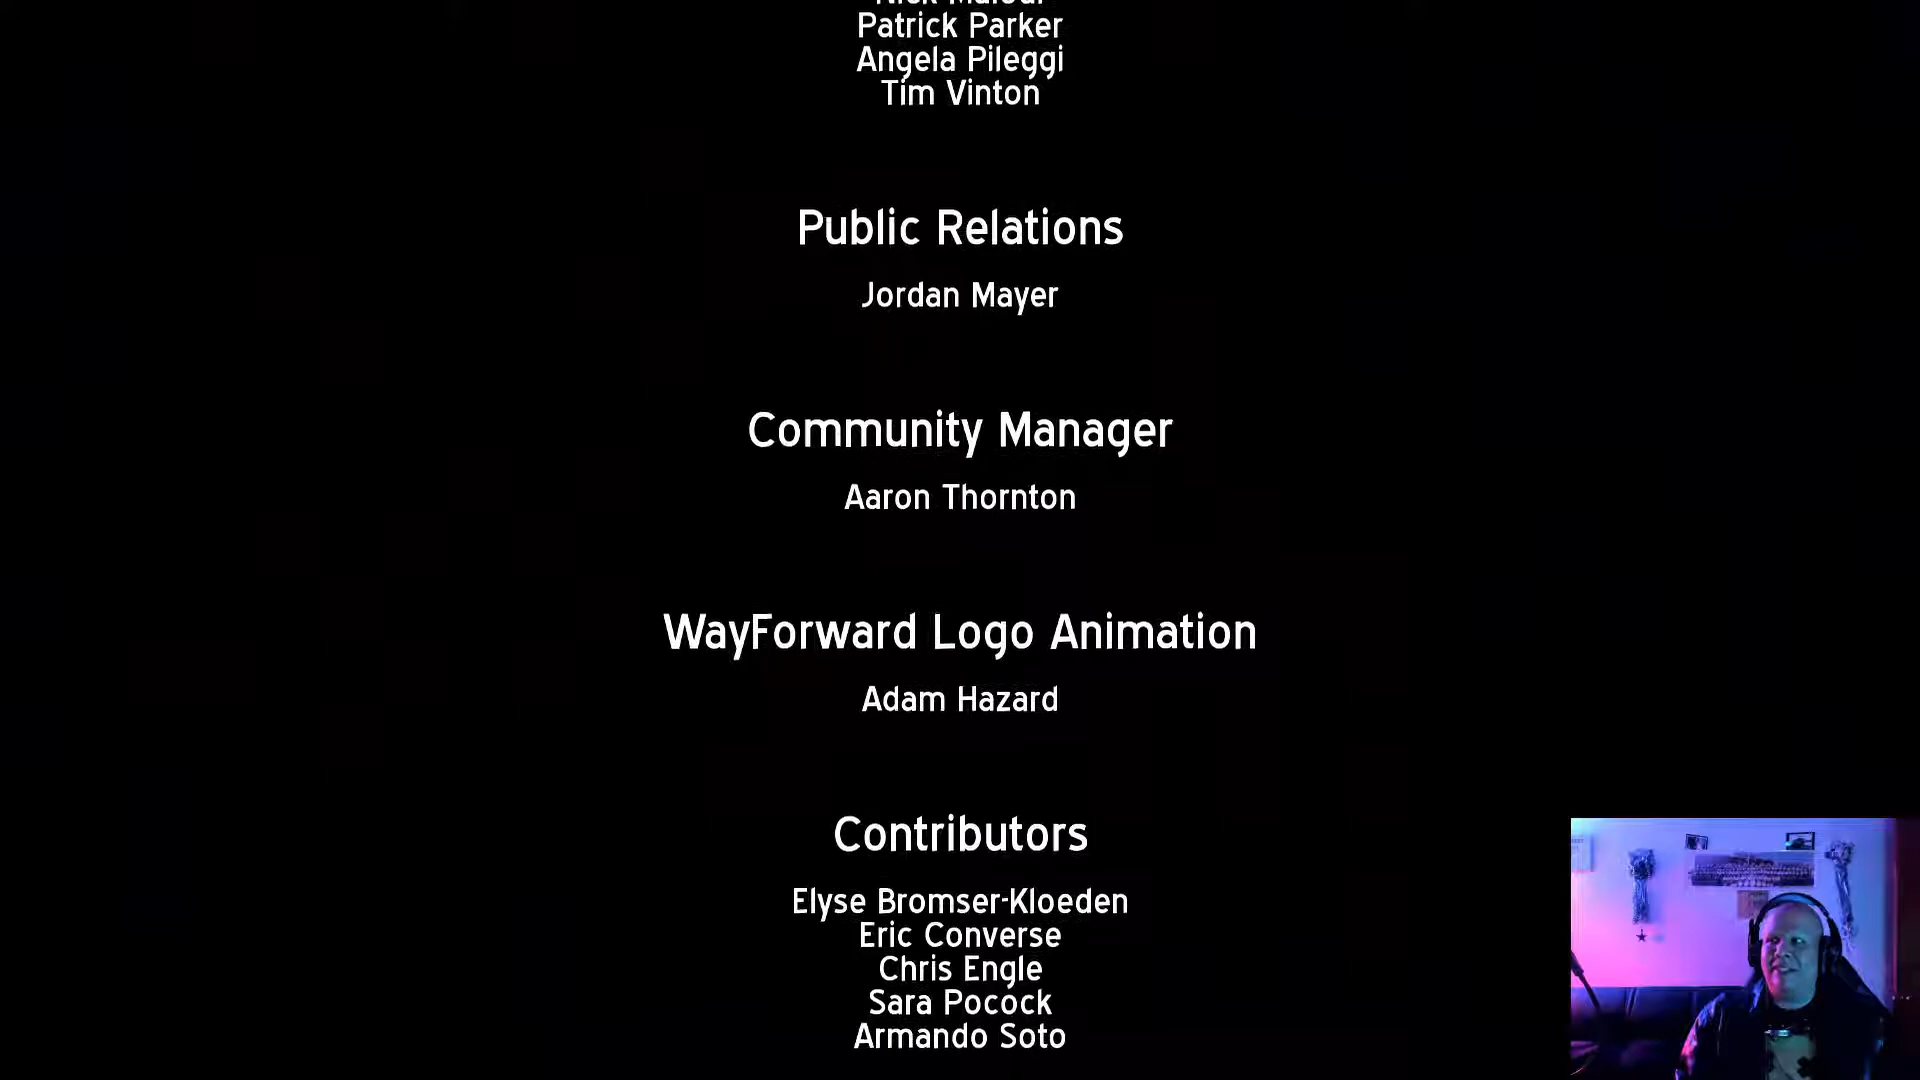 Patrick Parker
Angela Pileggi
Tim Vinton
Public Relations
Jordan Mayer
Community Manager
Aaron Thornton
WayForward Logo Animation
Adam Hazard
Contributors
Elyse Bromser-Kloeden
Eric Converse
Chris Engle
Sara Pocock
Armando Soto